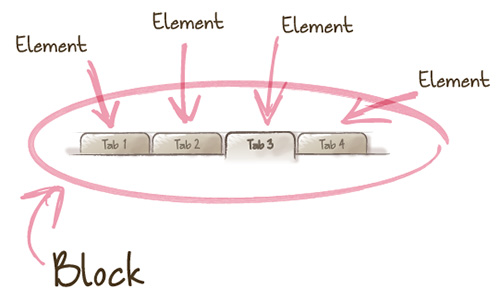 Element
Element
Element
Element
Tab 1
Tab 2
Tab 3
Tab 4
Block